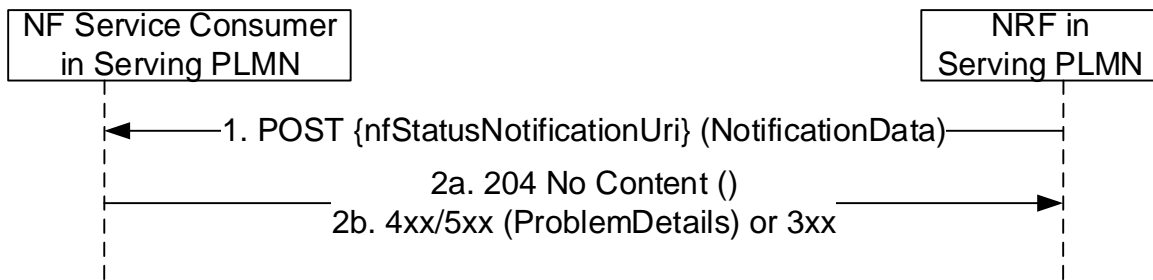 NF Service Consumer
in Serving PLMN
NRF in
Serving PLMN
1. POST {nfStatusNotificationUri} (NotificationData)
2a. 204 No Content ()
2b. 4xx/5xx (ProblemDetails) or 3xx